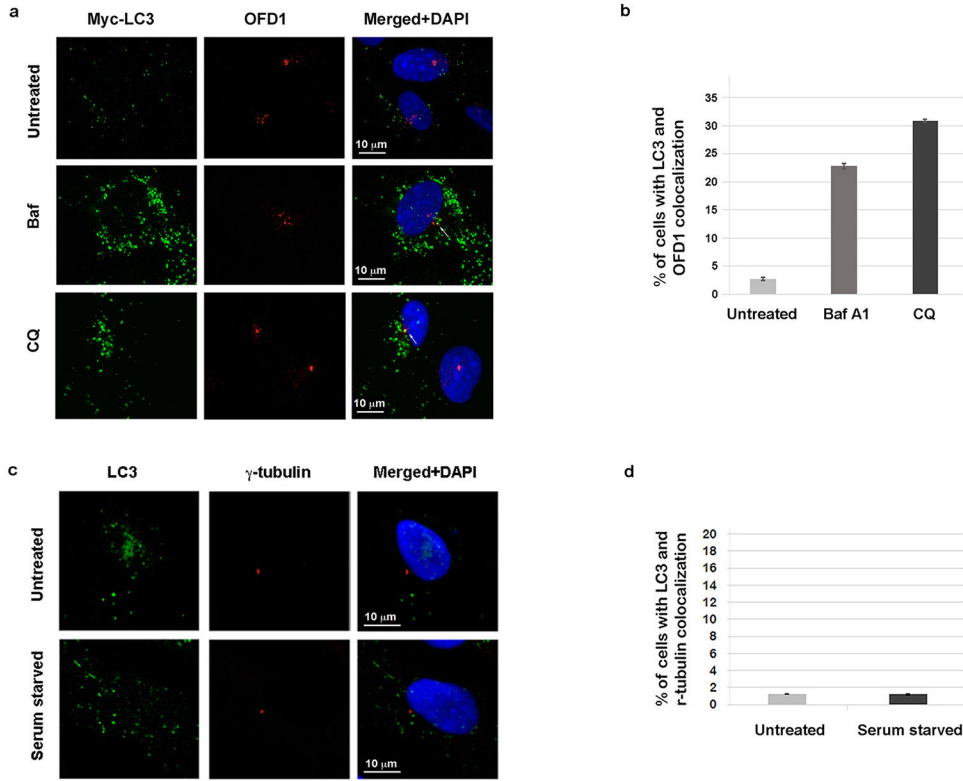 a
Myc-LC3 OFD1 Merged+DAPI
Untreated
10 μm
Baf
10 μm
CQ
10 μm
b
% of cells with LC3 and
OFD1 colocalization
35
30
25
20
15
10
5
0
Untreated Baf A1 CQ
c
LC3 γ-tubulin Merged+DAPI
Untreated
10 μm
Serum starved
10 μm
d
% of cells with LC3 and
r-tubulin colocalization
20
18
16
14
12
10
8
6
4
2
0
Untreated Serum starved